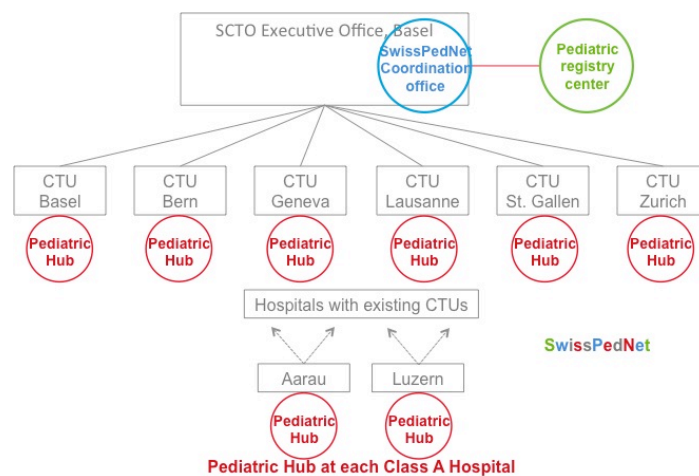 SCTO Executive Office, Basel
SwissPedNet
Coordination
office
Pediatric
registry
center
CTU
Basel
CTU
Bern
CTU
Geneva
CTU
Lausanne
CTU
St. Gallen
CTU
Zurich
Pediatric
Hub
Pediatric
Hub
Pediatric
Hub
Pediatric
Hub
Pediatric
Hub
Pediatric
Hub
Hospitals with existing CTUs
SwissPedNet
Aarau
Luzern
Pediatric
Hub
Pediatric
Hub
Pediatric Hub at each Class A Hospital